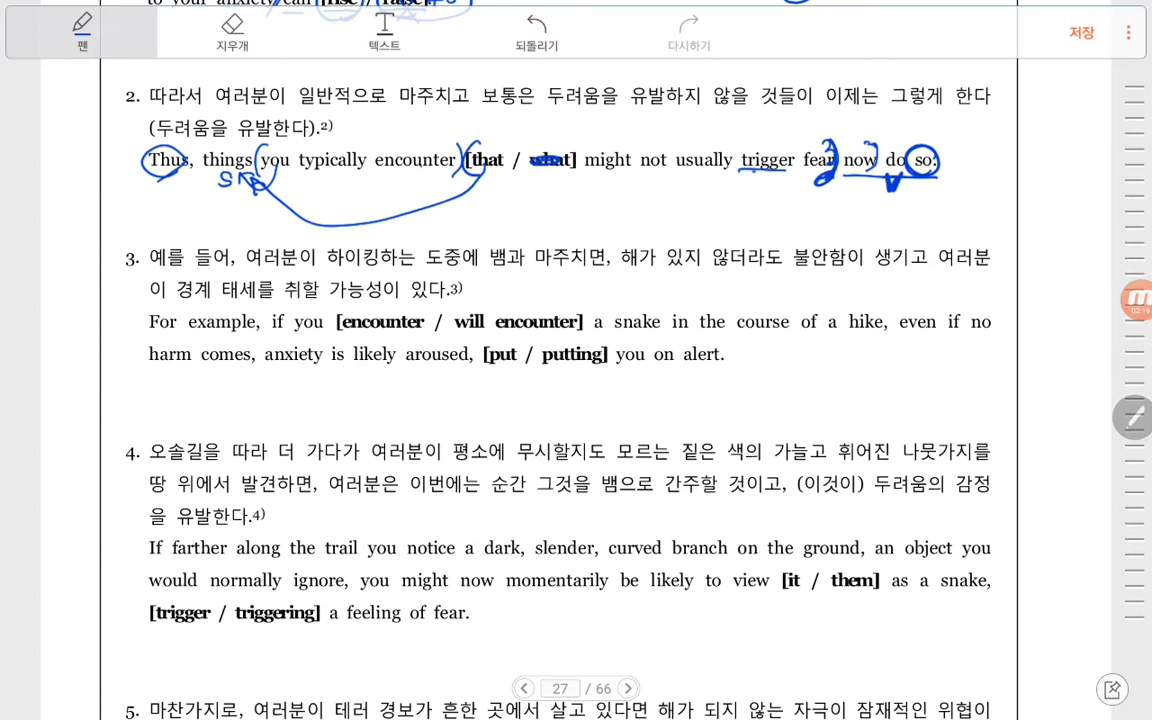 펜
지우개
텍스트
되돌리기
다시하기
저장
2. 따라서 여러분이 일반적으로 마주치고 보통은 두려움을 유발하지 않을 것들이 이제는 그렇게 한다
(두려움을 유발한다).2)
Thus, things you typically encounter [that / what] might not usually trigger fear now do so.
3. 예를 들어, 여러분이 하이킹하는 도중에 뱀과 마주치면, 해가 있지 않더라도 불안함이 생기고 여러분
이 경계 태세를 취할 가능성이 있다.3)
02:19
For example, if you [encounter / will encounter] a snake in the course of a hike, even if no
harm comes, anxiety is likely aroused, [put / putting] you on alert.
4. 오솔길을 따라 더 가다가 여러분이 평소에 무시할지도 모르는 짙은 색의 가늘고 휘어진 나뭇가지를
땅 위에서 발견하면, 여러분은 이번에는 순간 그것을 뱀으로 간주할 것이고, (이것이) 두려움의 감정
을 유발한다.4)
If farther along the trail you notice a dark, slender, curved branch on the ground, an object you
would normally ignore, you might now momentarily be likely to view [it / them] as a snake,
[trigger / triggering] a feeling of fear.
27 / 66
5. 마찬가지로, 여러분이 테러 경보가 흔한 곳에서 살고 있다면 해가 되지 않는 자극이 잠재적인 위협이